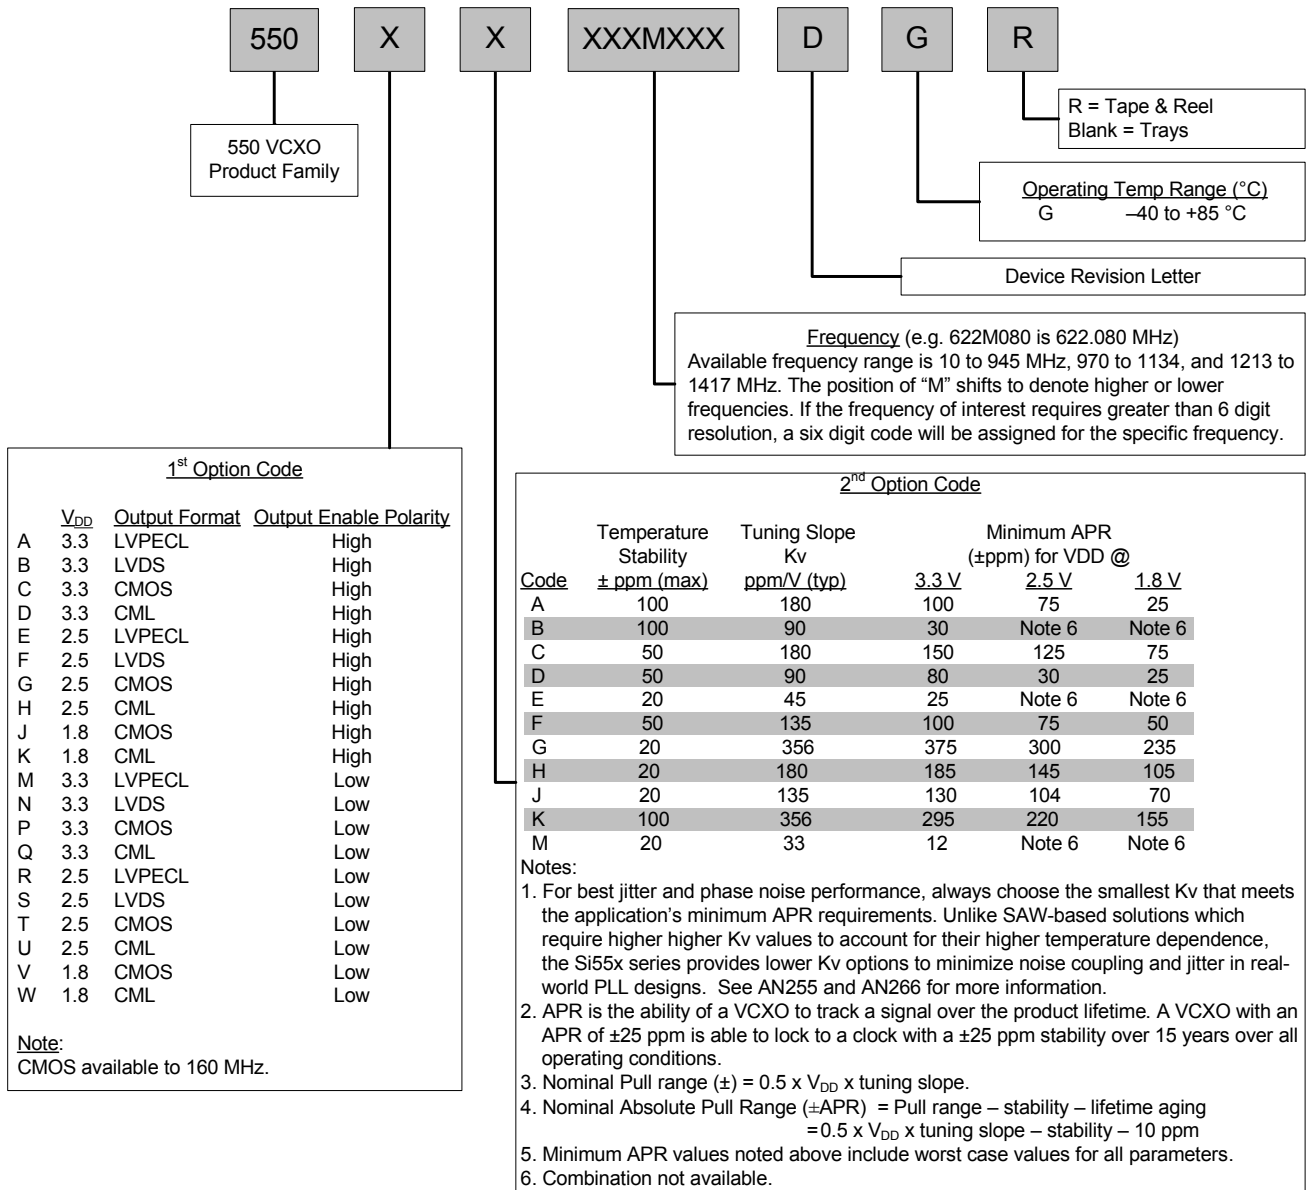 550 X X XXXMXXX D G R
R = Tape & Reel
Blank = Trays
550 VCXO
Product Family
Operating Temp Range (°C)
G –40 to +85 °C
Device Revision Letter
Frequency (e.g. 622M080 is 622.080 MHz)
Available frequency range is 10 to 945 MHz, 970 to 1134, and 1213 to
1417 MHz. The position of “M” shifts to denote higher or lower
frequencies. If the frequency of interest requires greater than 6 digit
resolution, a six digit code will be assigned for the specific frequency.
1st Option Code
VDD Output Format Output Enable Polarity
A 3.3 LVPECL High
B 3.3 LVDS High
C 3.3 CMOS High
D 3.3 CML High
E 2.5 LVPECL High
F 2.5 LVDS High
G 2.5 CMOS High
H 2.5 CML High
J 1.8 CMOS High
K 1.8 CML High
M 3.3 LVPECL Low
N 3.3 LVDS Low
P 3.3 CMOS Low
Q 3.3 CML Low
R 2.5 LVPECL Low
S 2.5 LVDS Low
T 2.5 CMOS Low
U 2.5 CML Low
V 1.8 CMOS Low
W 1.8 CML Low
Note:
CMOS available to 160 MHz.
2nd Option Code
Temperature Tuning Slope Minimum APR
Stability Kv (±ppm) for VDD @
Code ± ppm (max) ppm/V (typ) 3.3 V 2.5 V 1.8 V
A 100 180 100 75 25
B 100 90 30 Note 6 Note 6
C 50 180 150 125 75
D 50 90 80 30 25
E 20 45 25 Note 6 Note 6
F 50 135 100 75 50
G 20 356 375 300 235
H 20 180 185 145 105
J 20 135 130 104 70
K 100 356 295 220 155
M 20 33 12 Note 6 Note 6
Notes:
1. For best jitter and phase noise performance, always choose the smallest Kv that meets
the application’s minimum APR requirements. Unlike SAW-based solutions which
require higher higher Kv values to account for their higher temperature dependence,
the Si55x series provides lower Kv options to minimize noise coupling and jitter in real-
world PLL designs. See AN255 and AN266 for more information.
2. APR is the ability of a VCXO to track a signal over the product lifetime. A VCXO with an
APR of ±25 ppm is able to lock to a clock with a ±25 ppm stability over 15 years over all
operating conditions.
3. Nominal Pull range (±) = 0.5 x VDD x tuning slope.
4. Nominal Absolute Pull Range (±APR) = Pull range – stability – lifetime aging
= 0.5 x VDD x tuning slope – stability – 10 ppm
5. Minimum APR values noted above include worst case values for all parameters.
6. Combination not available.